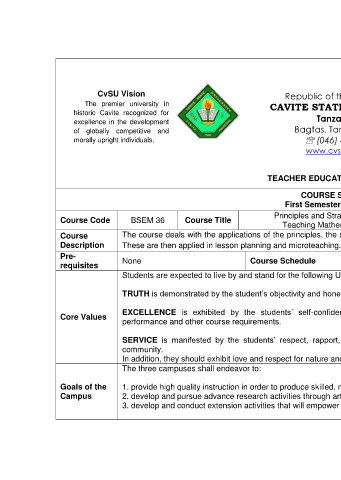 CvSU Vision
The premier university in
historic Cavite recognized for
excellence in the development
of globally competitive and
morally upright individuals.
Republic of th
CAVITE STATE
Tanza
Bagtas, Tan
☏ (046) 
www.cvs
TEACHER EDUCAT
COURSE S
First Semester
Course Code
BSEM 36
Course Title
Principles and Stra
Teaching Mathe
Course
Description
The course deals with the applications of the principles, the s
These are then applied in lesson planning and microteaching.
Pre-
requisites
None
Course Schedule
Core Values
Students are expected to live by and stand for the following U
TRUTH is demonstrated by the student's objectivity and hone
EXCELLENCE is exhibited by the students' self-confiden
performance and other course requirements.
SERVICE is manifested by the students' respect, rapport,
community.
In addition, they should exhibit love and respect for nature and
Goals of the
Campus
The three campuses shall endeavor to:
1. provide high quality instruction in order to produce skilled, m
2. develop and pursue advance research activities through art
3. develop and conduct extension activities that will empower